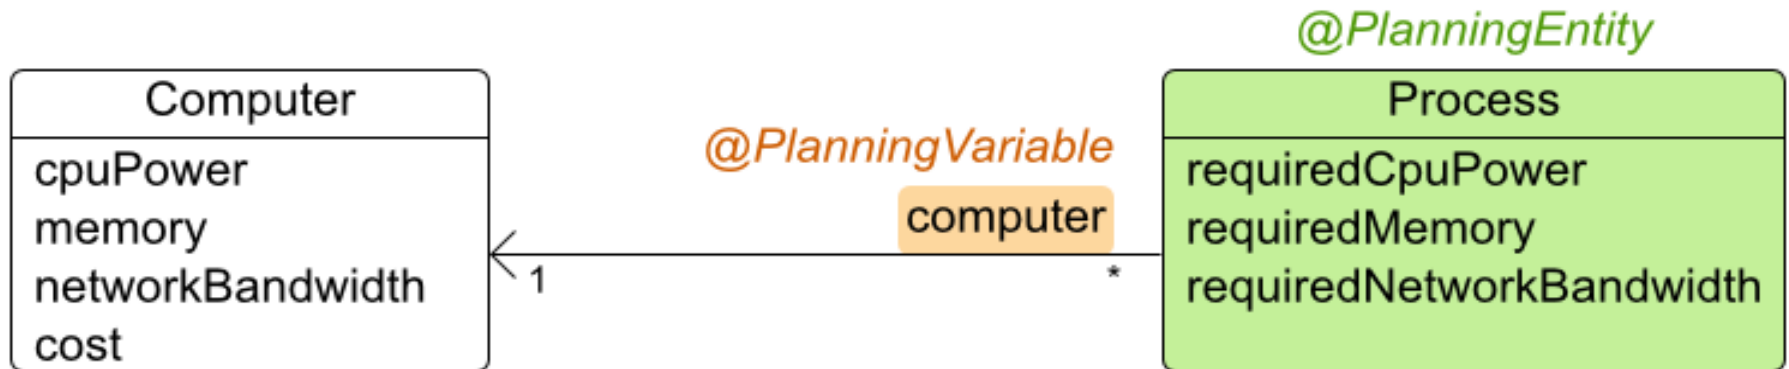 @PlanningEntity
Computer
cpuPower
memory
networkBandwidth
cost
@PlanningVariable
computer
1
*
Process
requiredCpuPower
requiredMemory
requiredNetworkBandwidth